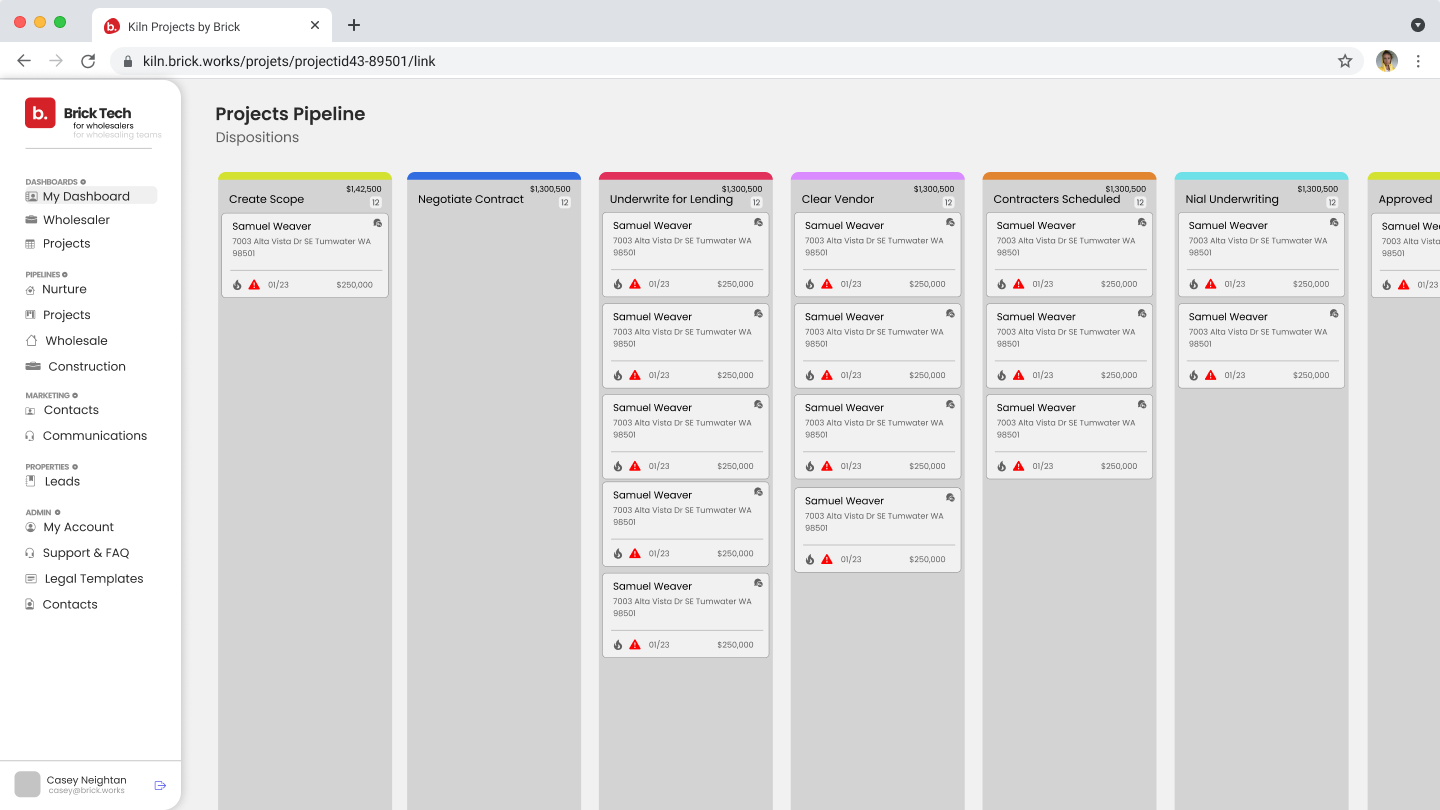 Kiln Projects by Brick
kiln.brick.works/projets/projectid43-89501/link
b.
Brick Tech
for wholesalers
for wholesaling teams
DASHBOARDS
My Dashboard
Wholesaler
Projects
PIPELINES
Nurture
Projects
Wholesale
Construction
MARKETING
Contacts
Communications
PROPERTIES
Leads
ADMIN
My Account
Support & FAQ
Legal Templates
Contacts
Casey Neightan
casey@brick.works
Projects Pipeline
Dispositions
$1,42,500
Create Scope
12
Samuel Weaver
7003 Alta Vista Dr SE Tumwater WA
98501
01/23 $250,000
$1,300,500
Negotiate Contract
12
$1,300,500
Underwrite for Lending
12
Samuel Weaver
7003 Alta Vista Dr SE Tumwater WA
98501
01/23 $250,000
Samuel Weaver
7003 Alta Vista Dr SE Tumwater WA
98501
01/23 $250,000
Samuel Weaver
7003 Alta Vista Dr SE Tumwater WA
98501
01/23 $250,000
Samuel Weaver
7003 Alta Vista Dr SE Tumwater WA
98501
01/23 $250,000
Samuel Weaver
7003 Alta Vista Dr SE Tumwater WA
98501
01/23 $250,000
$1,300,500
Clear Vendor
12
Samuel Weaver
7003 Alta Vista Dr SE Tumwater WA
98501
01/23 $250,000
Samuel Weaver
7003 Alta Vista Dr SE Tumwater WA
98501
01/23 $250,000
Samuel Weaver
7003 Alta Vista Dr SE Tumwater WA
98501
01/23 $250,000
Samuel Weaver
7003 Alta Vista Dr SE Tumwater WA
98501
01/23 $250,000
$1,300,500
Contracters Scheduled
12
Samuel Weaver
7003 Alta Vista Dr SE Tumwater WA
98501
01/23 $250,000
Samuel Weaver
7003 Alta Vista Dr SE Tumwater WA
98501
01/23 $250,000
Samuel Weaver
7003 Alta Vista Dr SE Tumwater WA
98501
01/23 $250,000
$1,300,500
Nial Underwriting
12
Samuel Weaver
7003 Alta Vista Dr SE Tumwater WA
98501
01/23 $250,000
Samuel Weaver
7003 Alta Vista Dr SE Tumwater WA
98501
01/23 $250,000
Approved
Samuel Wea
7003 Alta Vista
98501
01/23